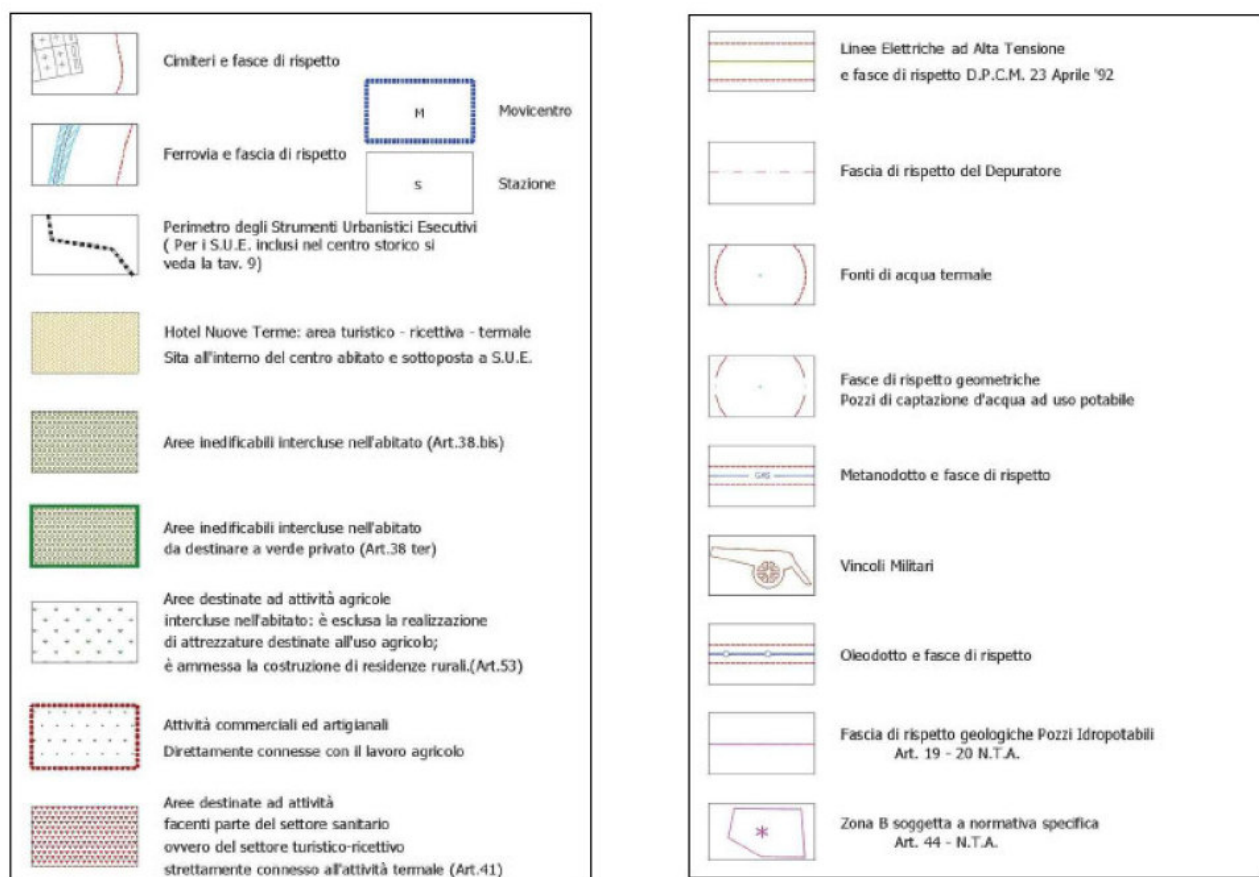 Cimiteri e fasce di rispetto
M
Movicentro
Ferrovia e fascia di rispetto
S
Stazione
Perimetro degli Strumenti Urbanistici Esecutivi
( Per i S.U.E. inclusi nel centro storico si
veda la tav. 9)
Hotel Nuove Terme: area turistico - ricettiva - termale
Sita all'interno del centro abitato e sottoposta a S.U.E.
Aree inedificabili intercluse nell'abitato (Art.38.bis)
Aree inedificabili intercluse nell'abitato
da destinare a verde privato (Art.38 ter)
Aree destinate ad attività agricole
intercluse nell'abitato: è esclusa la realizzazione
di attrezzature destinate all'uso agricolo;
è ammessa la costruzione di residenze rurali.(Art.53)
Attività commerciali ed artigianali
Direttamente connesse con il lavoro agricolo
Aree destinate ad attività
facenti parte del settore sanitario
ovvero del settore turistico-ricettivo
strettamente connesso all'attività termale (Art.41)
Linee Elettriche ad Alta Tensione
e fasce di rispetto D.P.C.M. 23 Aprile '92
Fascia di rispetto del Depuratore
Fonti di acqua termale
Fasce di rispetto geometriche
Pozzi di captazione d'acqua ad uso potabile
GAS
Metanodotto e fasce di rispetto
Vincoli Militari
Oleodotto e fasce di rispetto
Fascia di rispetto geologiche Pozzi Idropotabili
Art. 19 - 20 N.T.A.
Zona B soggetta a normativa specifica
Art. 44 - N.T.A.